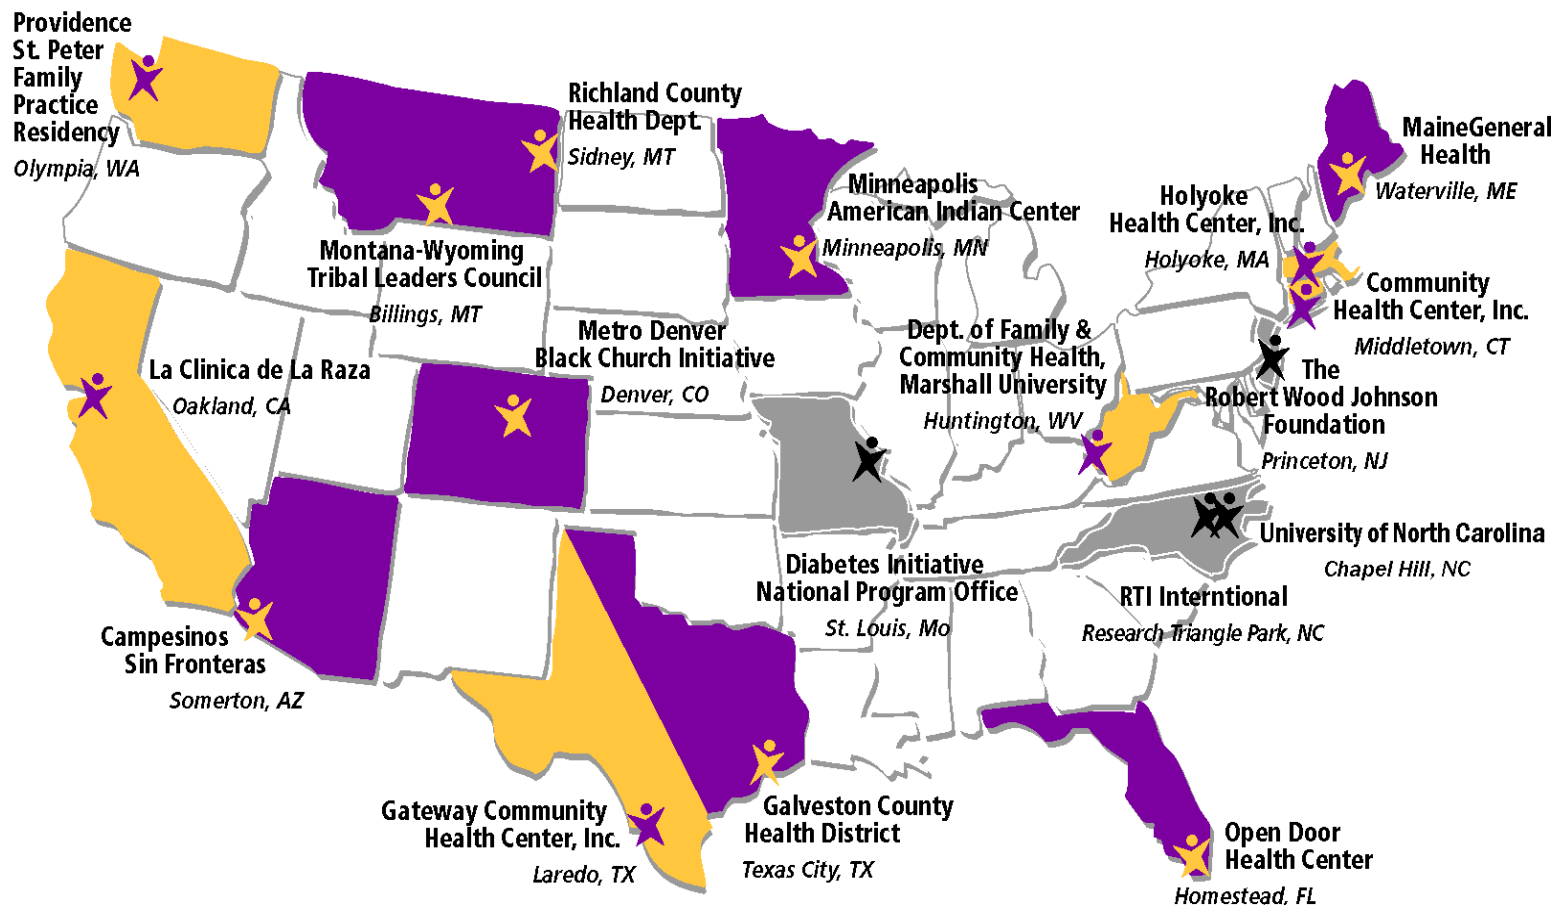 Providence
St. Peter
Family
Practice
Residency
Olympia, WA
Richland County
Health Dept.
Sidney, MT
Montana-Wyoming
Tribal Leaders Council
Billings, MT
Minneapolis
American Indian Center
Minneapolis, MN
MaineGeneral
Health
Waterville, ME
Holyoke
Health Center, Inc.
Holyoke, MA
Community
Health Center, Inc.
Middletown, CT
La Clinica de La Raza
Oakland, CA
Metro Denver
Black Church Initiative
Denver, CO
Dept. of Family &
Community Health,
Marshall University
Huntington, WV
The
Robert Wood Johnson
Foundation
Princeton, NJ
University of North Carolina
Chapel Hill, NC
Diabetes Initiative
National Program Office
St. Louis, Mo
RTI Interntional
Research Triangle Park, NC
Campesinos
Sin Fronteras
Somerton, AZ
Gateway Community
Health Center, Inc.
Laredo, TX
Galveston County
Health District
Texas City, TX
Open Door
Health Center
Homestead, FL